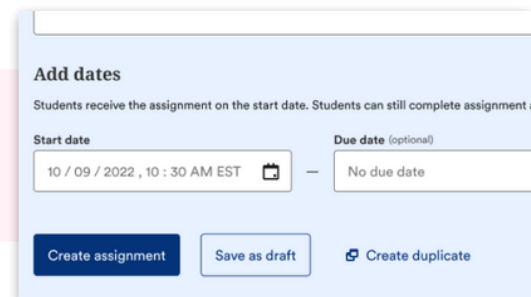 Add dates
Students receive the assignment on the start date. Students can still complete assignment
Start date
Due date (optional)
10 / 09 / 2022 , 10 : 30 AM EST
—
No due date
Create assignment
Save as draft
Create duplicate